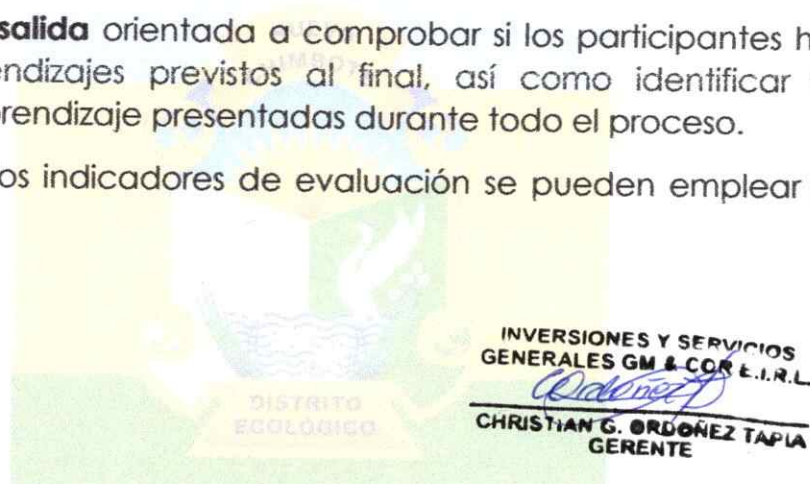 salida orientada a comprobar si los participantes h
endizajes previstos al final, así como identificar
rendizaje presentadas durante todo el proceso.
os indicadores de evaluación se pueden emplear
INVERSIONES Y SERVICIOS
GENERALES GM & COR E.I.R.L.
CHRISTIAN G. ORDOÑEZ TAPIA
GERENTE
DISTRITO
ECOLÓGICO